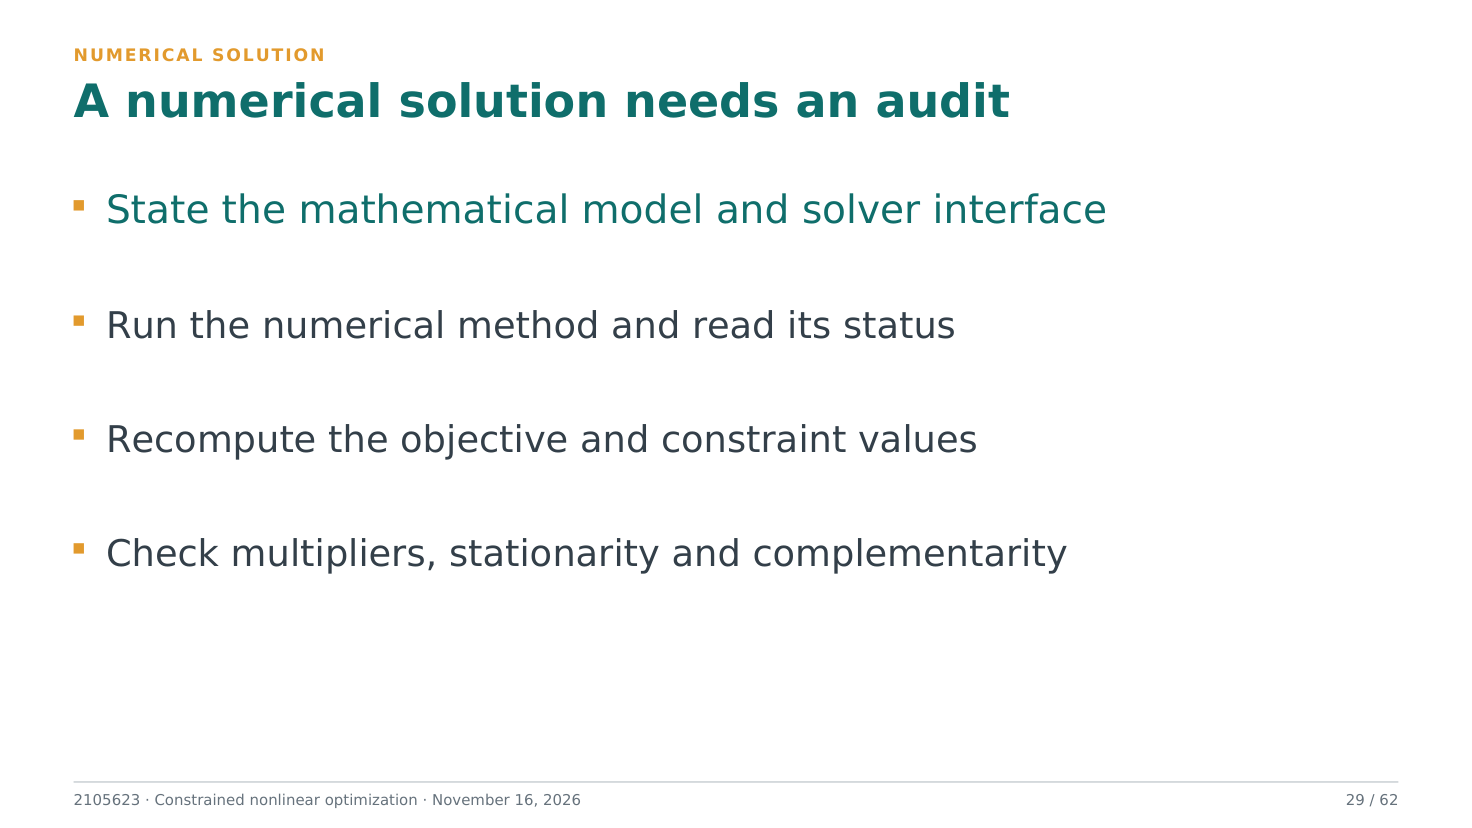 NUMERICAL SOLUTION
A numerical solution needs an audit
State the mathematical model and solver interface
Run the numerical method and read its status
Recompute the objective and constraint values
Check multipliers, stationarity and complementarity
2105623 · Constrained nonlinear optimization · November 16, 2026
29 / 62